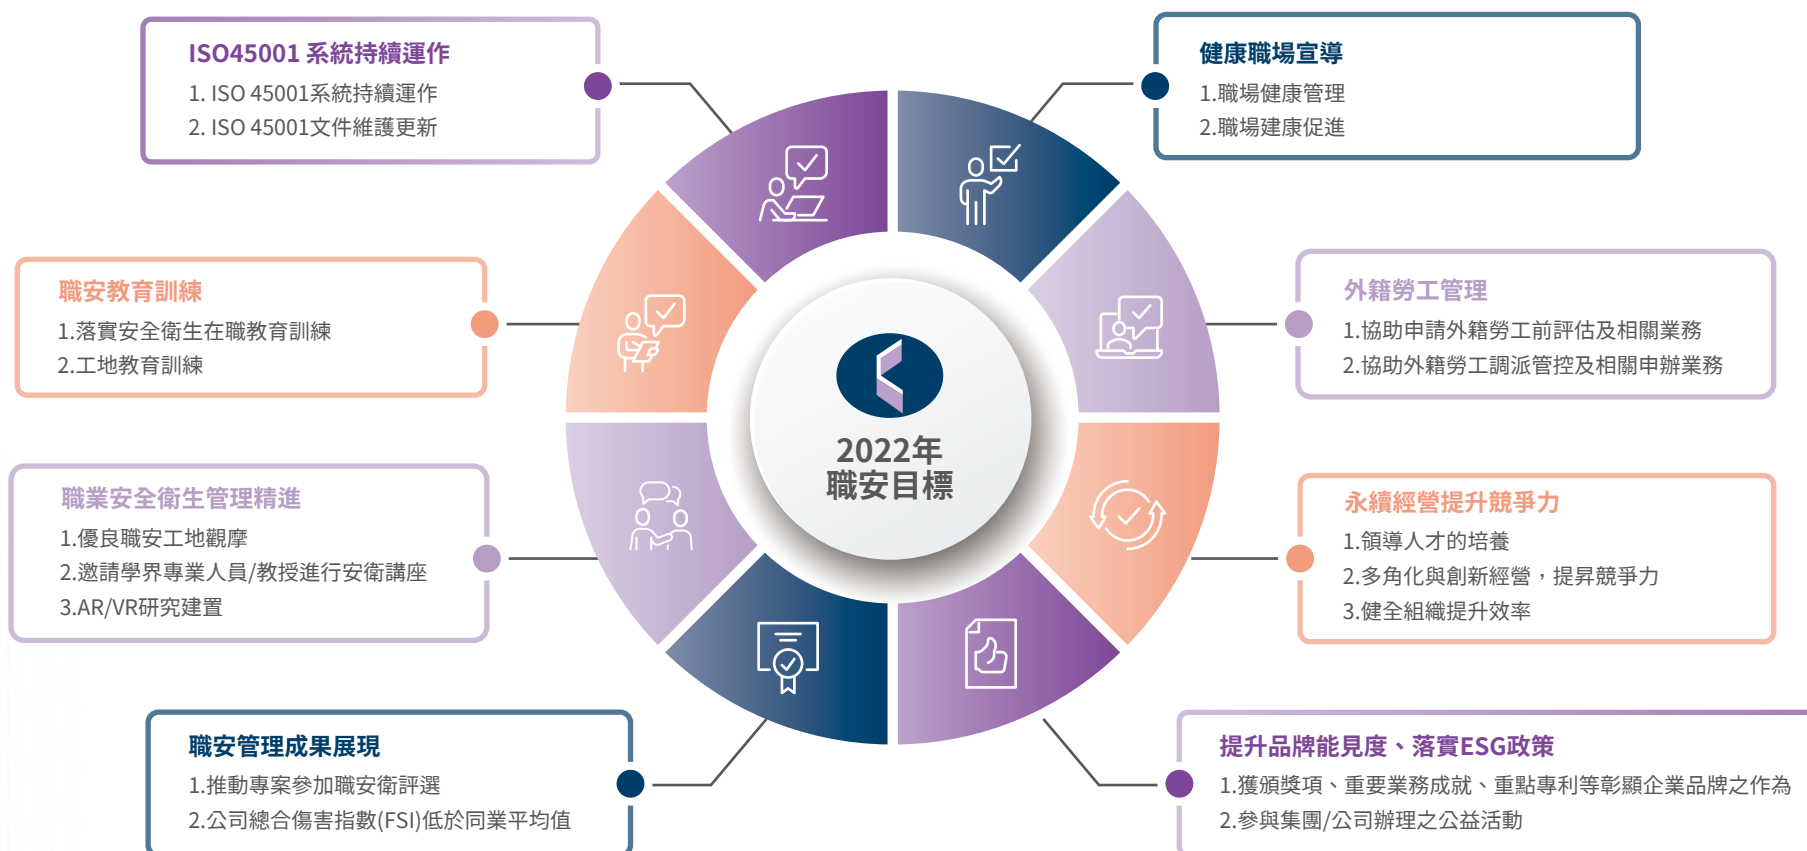 ISO45001 系統持續運作
1. ISO 45001系統持續運作
2. ISO 45001文件維護更新
健康職場宣導
1.職場健康管理
2.職場建康促進
職安教育訓練
1.落實安全衛生在職教育訓練
2.工地教育訓練
外籍勞工管理
1.協助申請外籍勞工前評估及相關業務
2.協助外籍勞工調派管控及相關申辦業務
2022年
職安目標
職業安全衛生管理精進
1.優良職安工地觀摩
2.邀請學界專業人員/教授進行安衛講座
3.AR/VR研究建置
永續經營提升競爭力
1.領導人才的培養
2.多角化與創新經營，提昇競爭力
3.健全組織提升效率
職安管理成果展現
1.推動專案參加職安衛評選
2.公司總合傷害指數(FSI)低於同業平均值
提升品牌能見度、落實ESG政策
1.獲頒獎項、重要業務成就、重點專利等彰顯企業品牌之作為
2.參與集團/公司辦理之公益活動